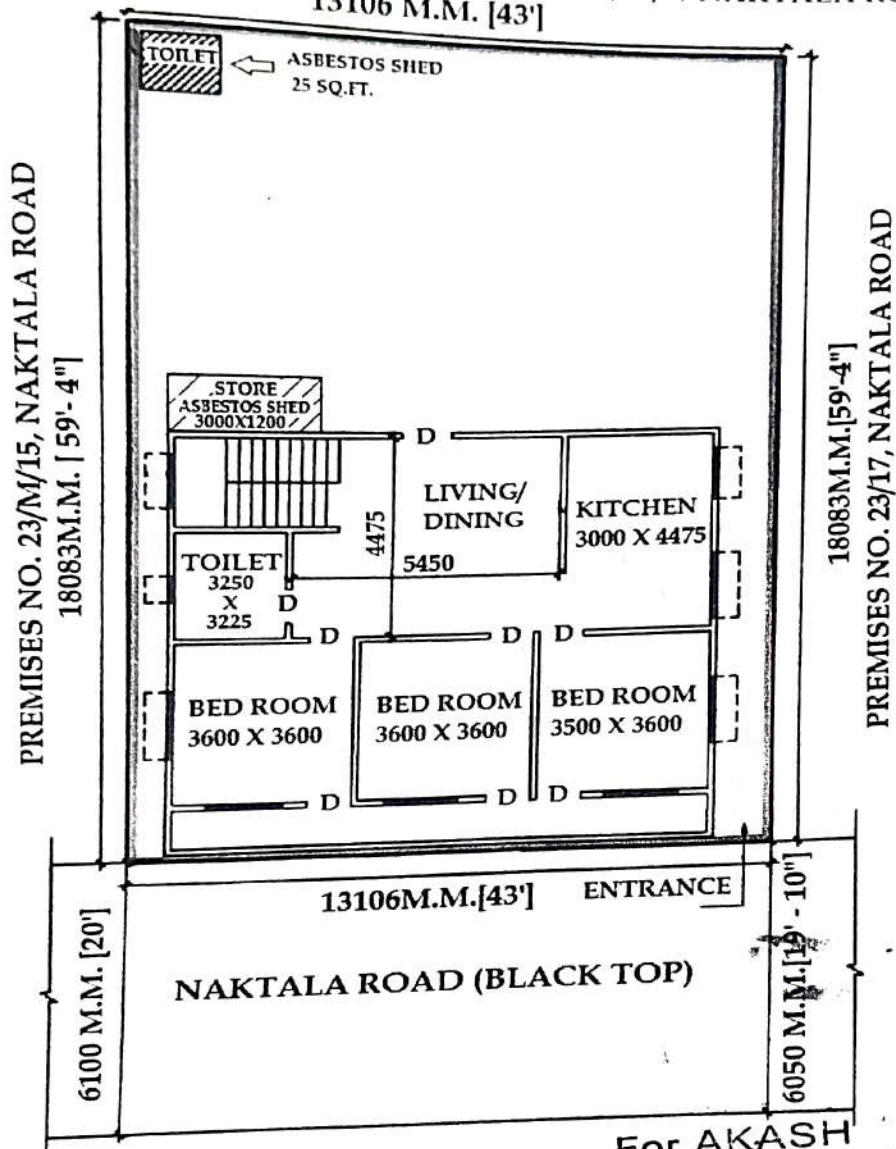 13106 M.M. [43']
TOILET
ASBESTOS SHED
25 SQ.FT.
PREMISES NO. 23/M/15, NAKTALA ROAD
18083M.M. [ 59'- 4"]
18083M.M.[59'-4"]
PREMISES NO. 23/17, NAKTALA ROAD
STORE
ASBESTOS SHED
3000X1200
D
LIVING/
DINING
KITCHEN
3000 X 4475
4475
5450
TOILET
3250
X
3225
D
D
D
D
BED ROOM
3600 X 3600
BED ROOM
3600 X 3600
BED ROOM
3500 X 3600
D
D
D
13106M.M.[43']
ENTRANCE
6100 M.M. [20']
NAKTALA ROAD (BLACK TOP)
6050 M.M.[19' - 10"]
For AKASH